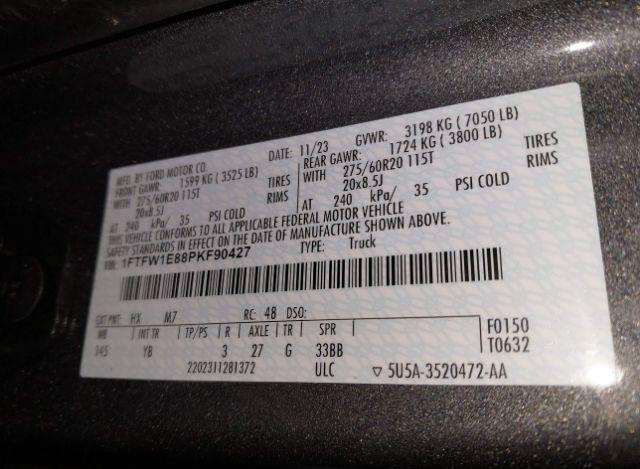 MFD. BY FORD MOTOR CO.
DATE: 11/23 GVWR: 3198 KG ( 7050 LB)
FRONT GAWR: 1599 KG ( 3525 LB)
REAR GAWR: 1724 KG ( 3800 LB)
WITH 275/60R20 115T TIRES
WITH 275/60R20 115T TIRES
20x8.5J RIMS
20x8.5J RIMS
AT 240 kPa/ 35 PSI COLD
AT 240 kPa/ 35 PSI COLD
THIS VEHICLE CONFORMS TO ALL APPLICABLE FEDERAL MOTOR VEHICLE
SAFETY STANDARDS IN EFFECT ON THE DATE OF MANUFACTURE SHOWN ABOVE.
VIN: 1FTFW1E88PKF90427 TYPE: Truck
EXT PNT: HX M7 RC: 48 DSO:
WB INT TR TP/PS R AXLE TR SPR
145 YB 3 27 G 33BB
F0150
T0632
2202311281372 ULC ▽ 5U5A-3520472-AA